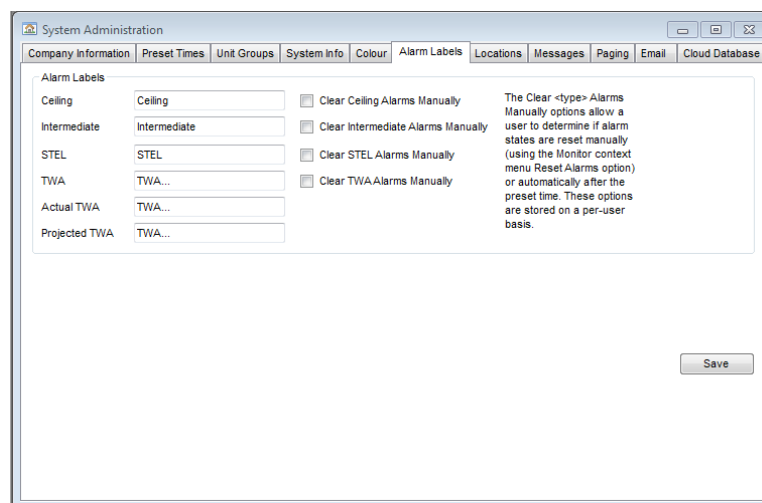 System Administration
Company Information Preset Times Unit Groups System Info Colour Alarm Labels Locations Messages Paging Email Cloud Database
Alarm Labels
Ceiling Ceiling Clear Ceiling Alarms Manually
Intermediate Intermediate Clear Intermediate Alarms Manually
STEL STEL Clear STEL Alarms Manually
TWA TWA... Clear TWA Alarms Manually
Actual TWA TWA...
Projected TWA TWA...
The Clear <type> Alarms
Manually options allow a
user to determine if alarm
states are reset manually
(using the Monitor context
menu Reset Alarms option)
or automatically after the
preset time. These options
are stored on a per-user
basis.
Save